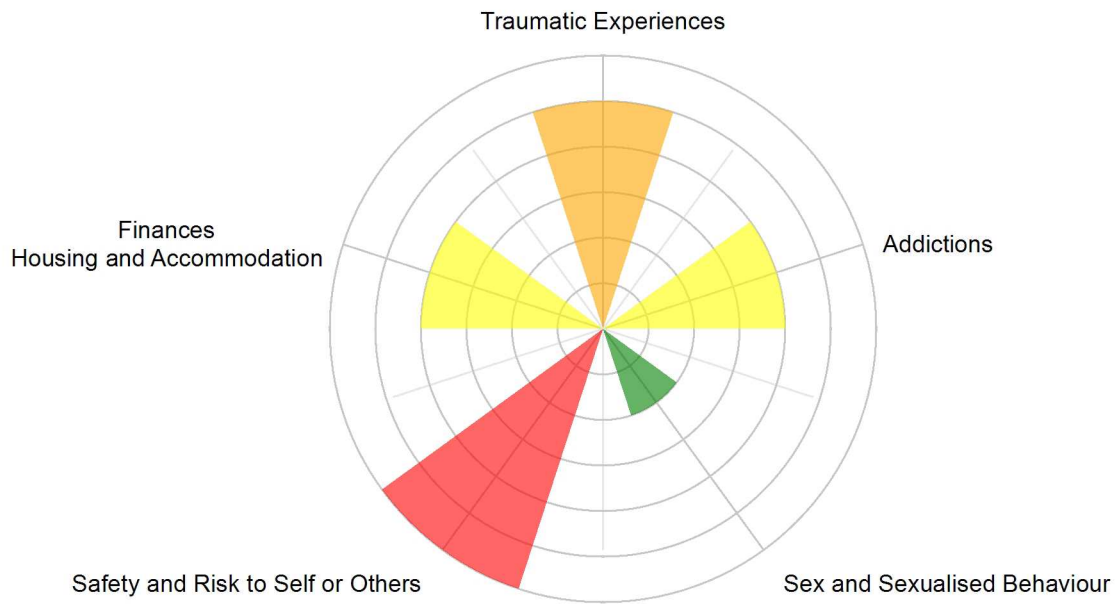 Traumatic Experiences
Finances
Housing and Accommodation
Addictions
Safety and Risk to Self or Others
Sex and Sexualised Behaviour